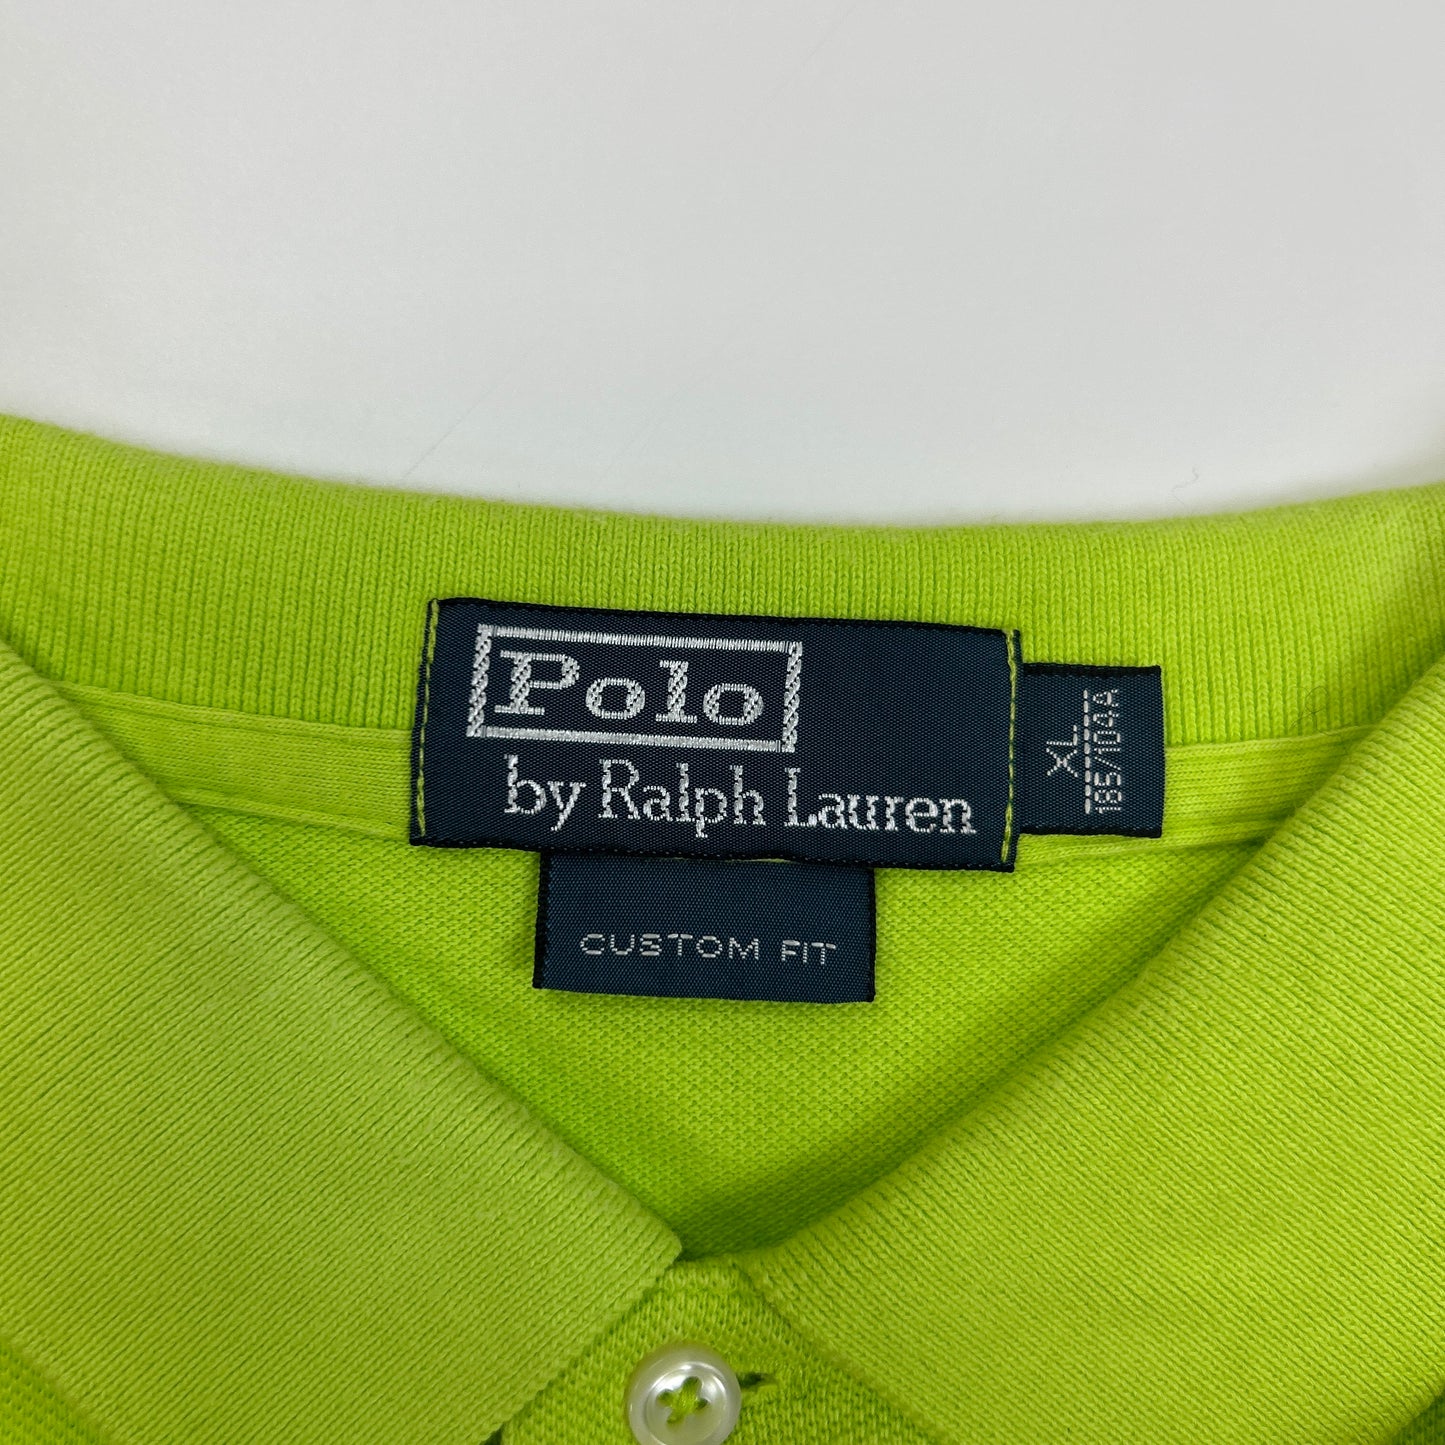 Polo
by Ralph Lauren
XL
185/104A
CUSTOM FIT